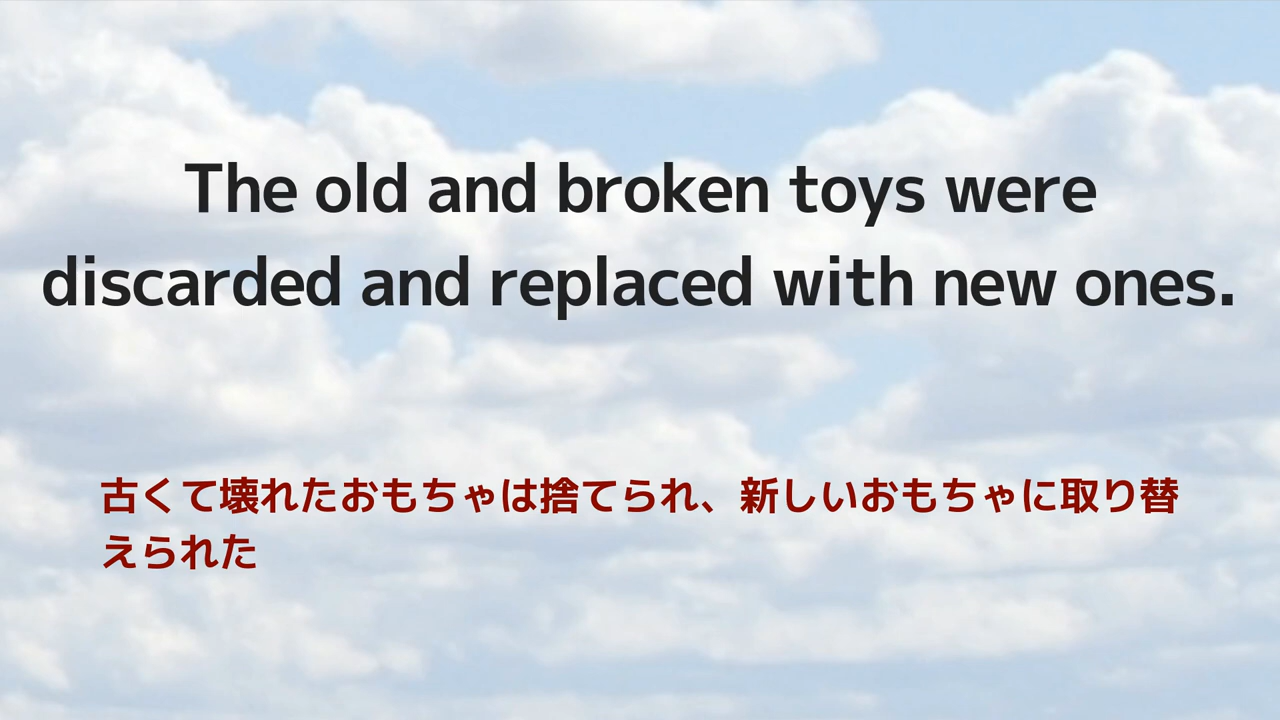 The old and broken toys were
discarded and replaced with new ones.
古くて壊れたおもちゃは捨てられ、新しいおもちゃに取り替
えられた